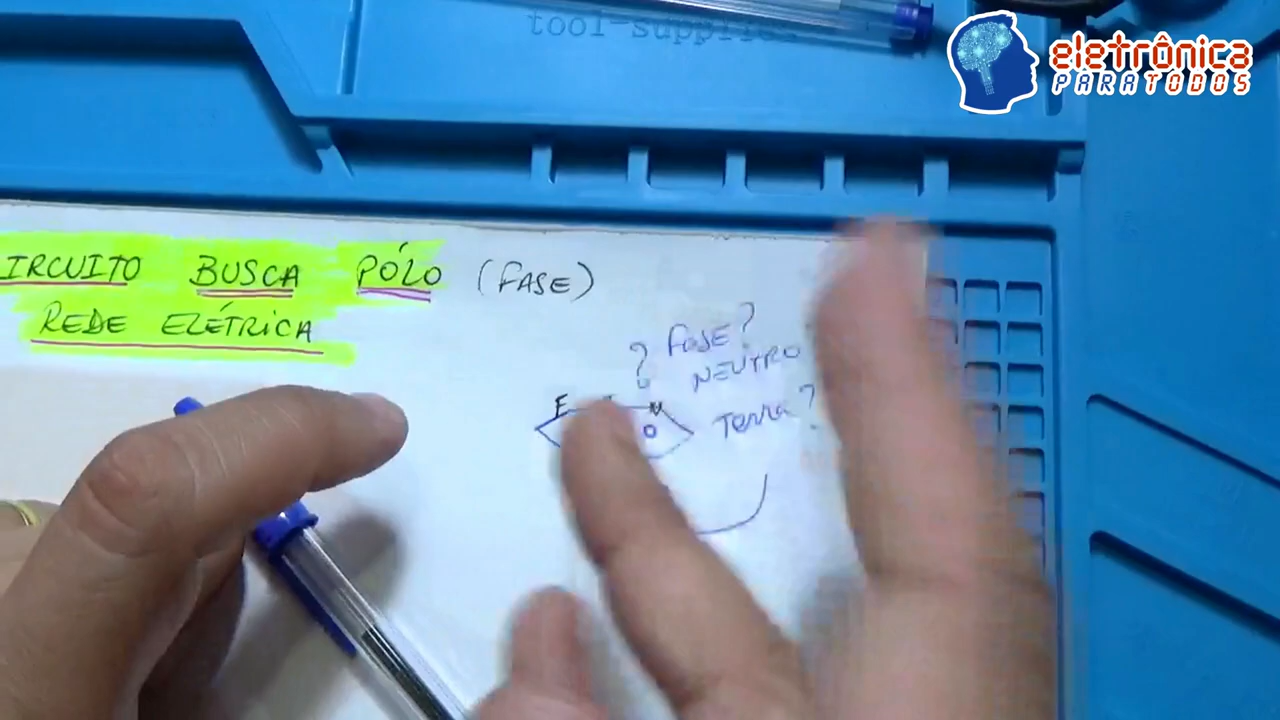 tool-supplies
eletrônica
PARATODOS
IRCUITO BUSCA PÓLO (FASE)
REDE ELÉTRICA
? FASE?
NEUTRO
Terra?
F N